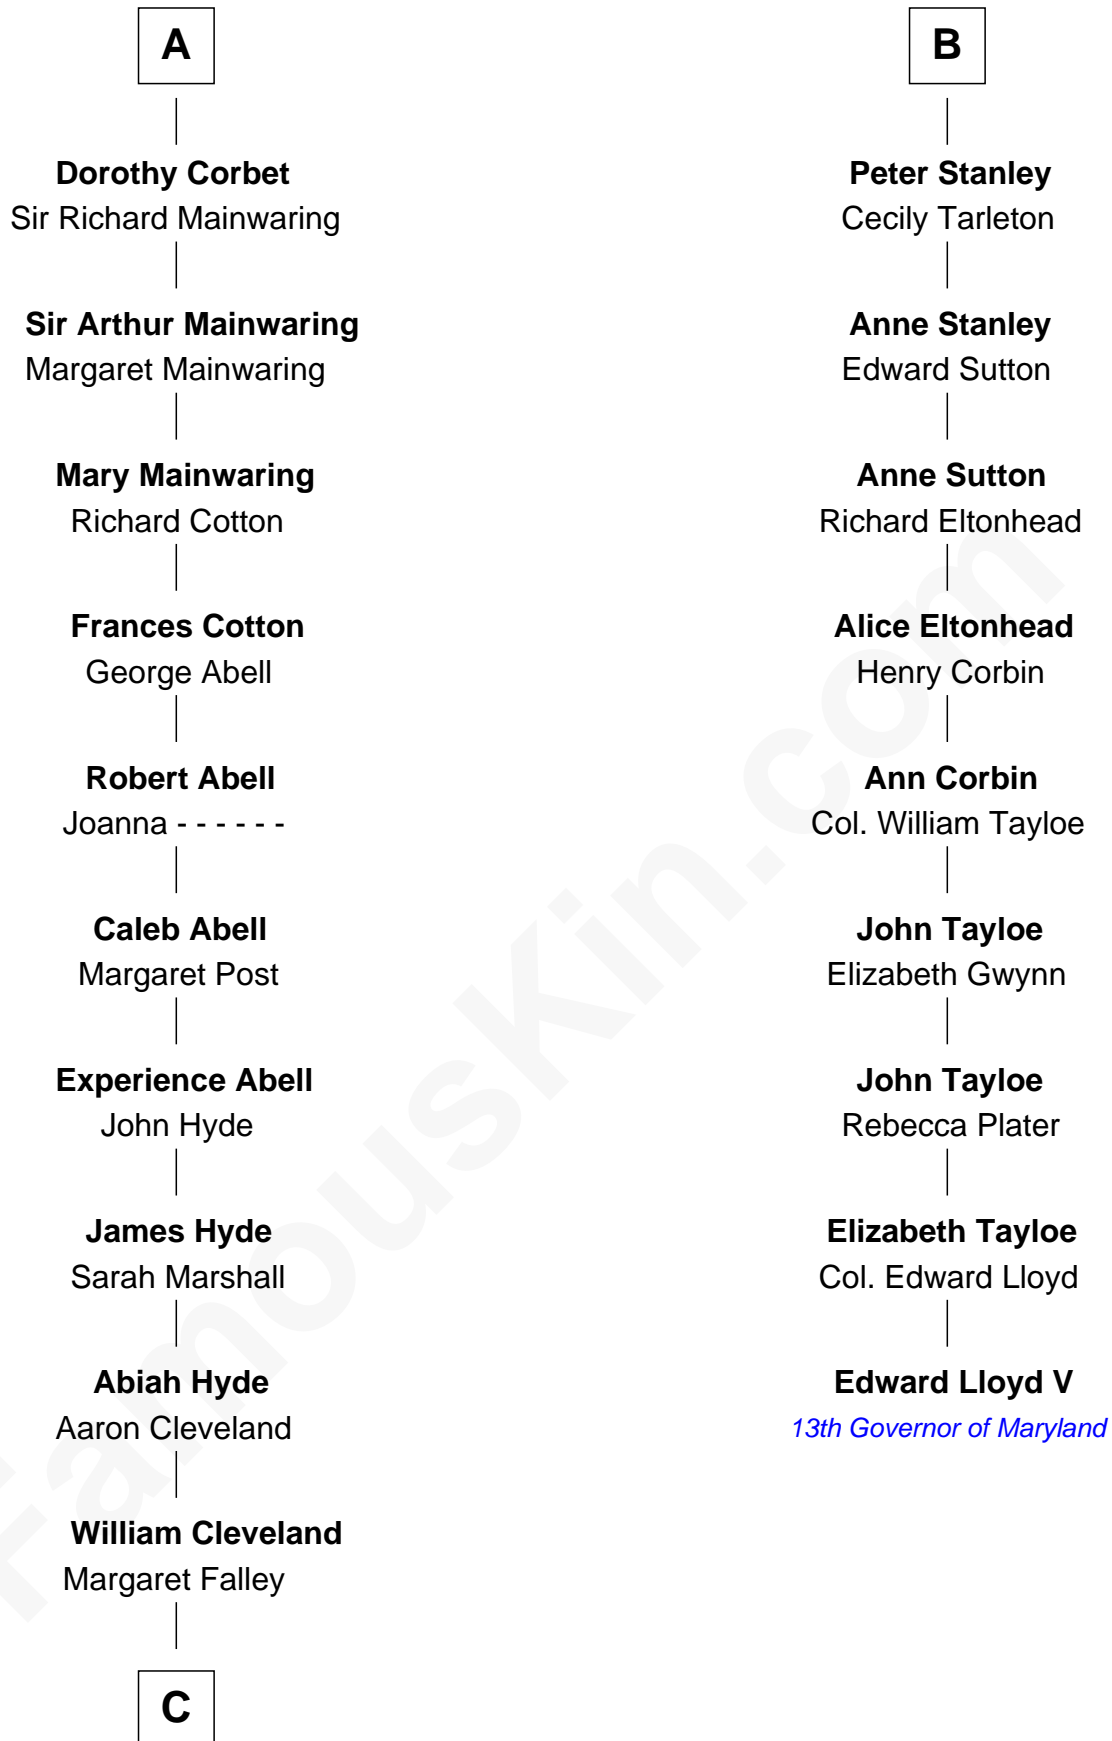 A
Dorothy Corbet
Sir Richard Mainwaring
Sir Arthur Mainwaring
Margaret Mainwaring
Mary Mainwaring
Richard Cotton
Frances Cotton
George Abell
Robert Abell
Joanna - - - - - -
Caleb Abell
Margaret Post
Experience Abell
John Hyde
James Hyde
Sarah Marshall
Abiah Hyde
Aaron Cleveland
William Cleveland
Margaret Falley
C
B
Peter Stanley
Cecily Tarleton
Anne Stanley
Edward Sutton
Anne Sutton
Richard Eltonhead
Alice Eltonhead
Henry Corbin
Ann Corbin
Col. William Tayloe
John Tayloe
Elizabeth Gwynn
John Tayloe
Rebecca Plater
Elizabeth Tayloe
Col. Edward Lloyd
Edward Lloyd V
13th Governor of Maryland
FamousKin.com